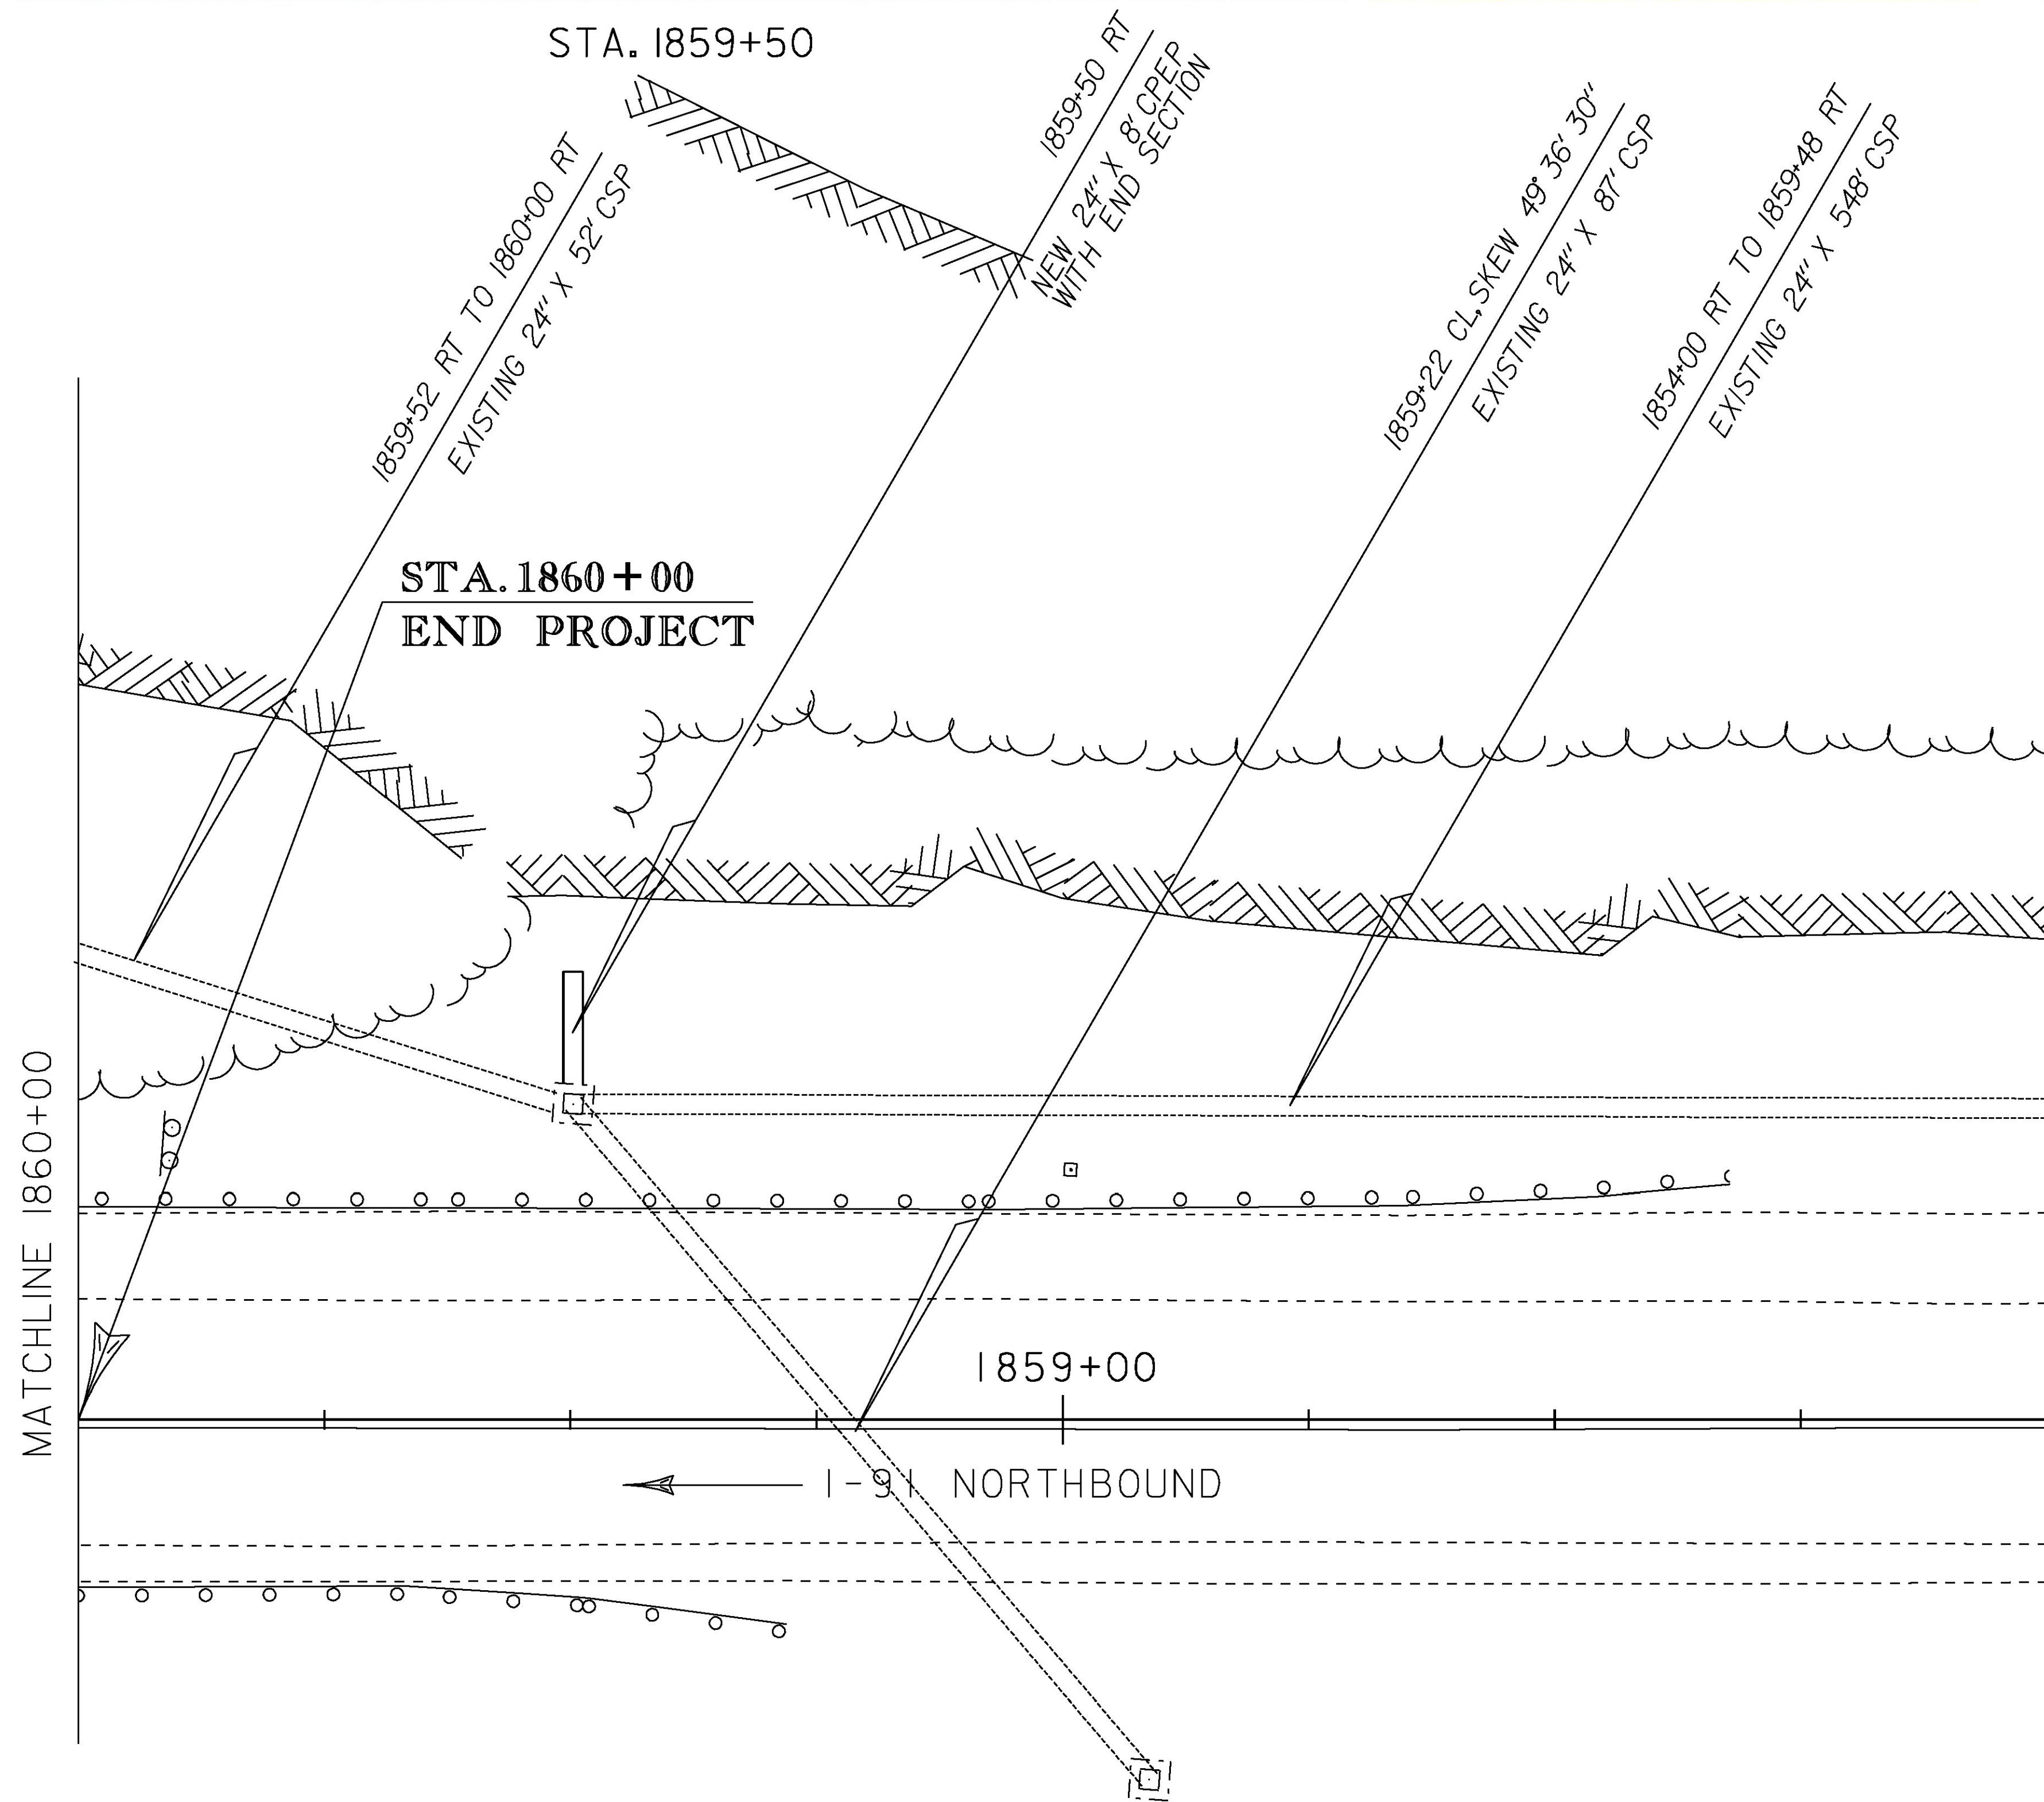 STA. 1859+50
1859+52 RT TO 1860+00 RT
EXISTING 24" X 52' CSP
1859+50 RT
NEW 24" X 8' CPEP
WITH END SECTION
1859+22 CL, SKEW 49° 36' 30"
EXISTING 24" X 87' CSP
1854+00 RT TO 1859+48 RT
EXISTING 24" X 548' CSP
STA. 1860+00
END PROJECT
MATCHLINE 1860+00
1859+00
I-91 NORTHBOUND